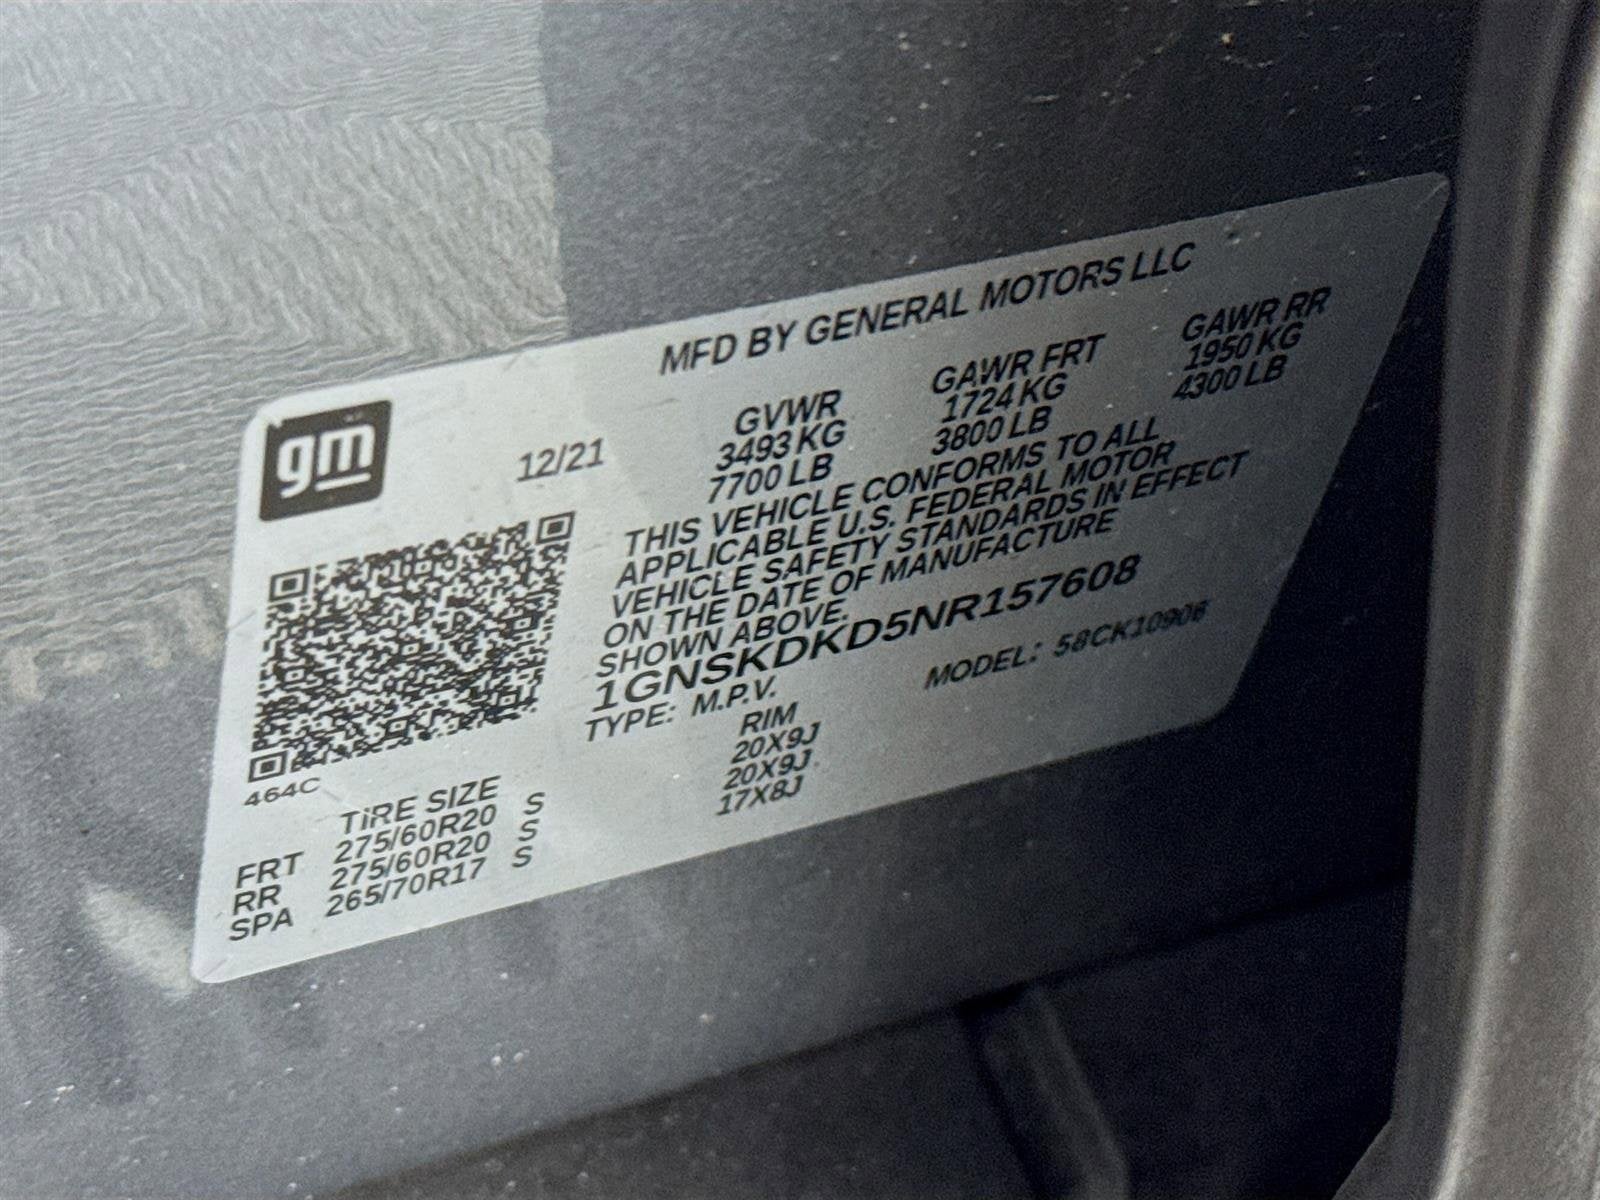 MFD BY GENERAL MOTORS LLC
gm
12/21
GVWR GAWR FRT GAWR RR
3493 KG 1724 KG 1950 KG
7700 LB 3800 LB 4300 LB
THIS VEHICLE CONFORMS TO ALL
APPLICABLE U.S. FEDERAL MOTOR
VEHICLE SAFETY STANDARDS IN EFFECT
ON THE DATE OF MANUFACTURE
SHOWN ABOVE.
1GNSKDKD5NR157608
TYPE: M.P.V. MODEL: 58CK10906
464C
TIRE SIZE RIM
FRT 275/60R20 S 20X9J
RR 275/60R20 S 20X9J
SPA 265/70R17 S 17X8J